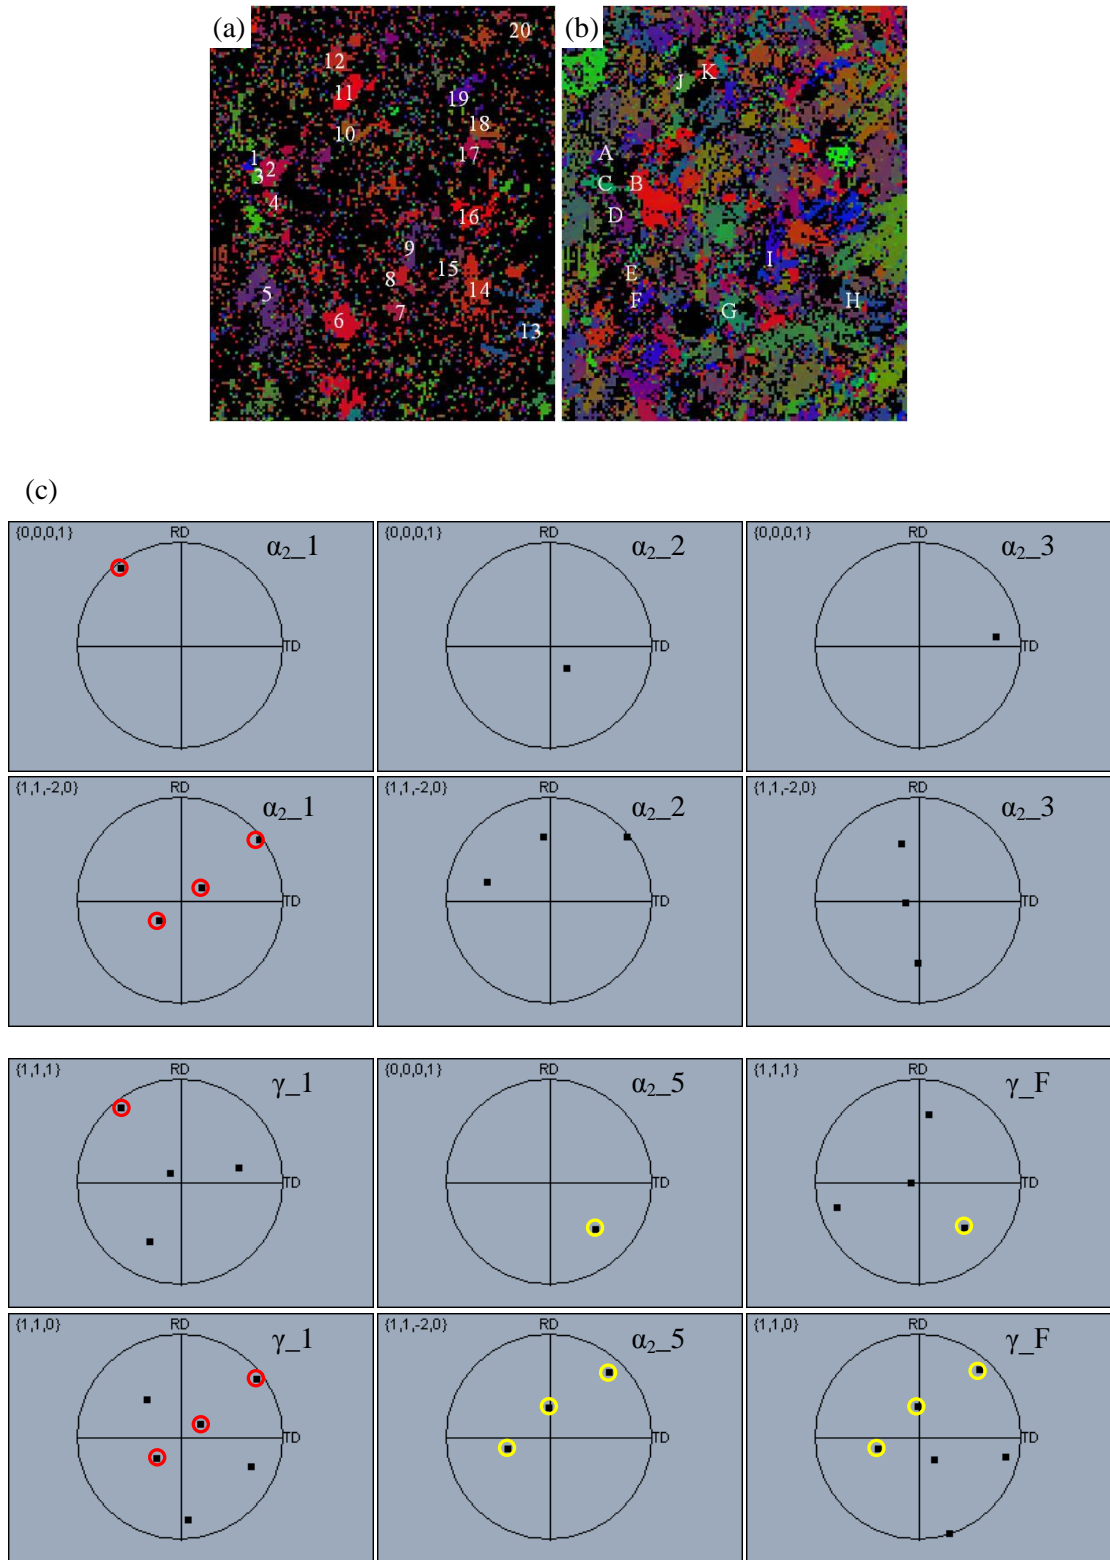 (a)
(b)
20
12
11
19
10
18
17
1
2
3
4
16
9
15
8
14
5
7
6
13
K
J
A
C
B
D
I
E
F
G
H
(c)
{0,0,0,1} RD α₂_1 TD
{0,0,0,1} RD α₂_2 TD
{0,0,0,1} RD α₂_3 TD
{1,1,-2,0} RD α₂_1 TD
{1,1,-2,0} RD α₂_2 TD
{1,1,-2,0} RD α₂_3 TD
{1,1,1} RD γ_1 TD
{0,0,0,1} RD α₂_5 TD
{1,1,1} RD γ_F TD
{1,1,0} RD γ_1 TD
{1,1,-2,0} RD α₂_5 TD
{1,1,0} RD γ_F TD